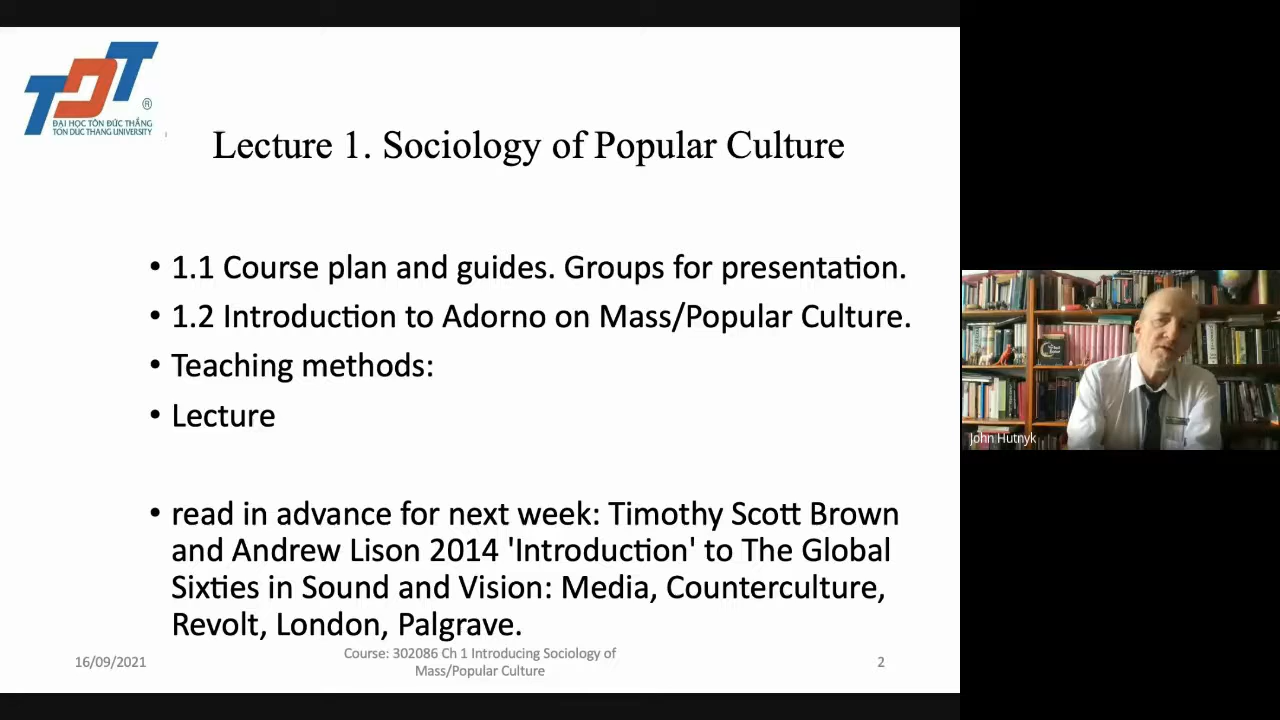 TDT
®
ĐẠI HỌC TÔN ĐỨC THẮNG
TON DUC THANG UNIVERSITY
Lecture 1. Sociology of Popular Culture
• 1.1 Course plan and guides. Groups for presentation.
• 1.2 Introduction to Adorno on Mass/Popular Culture.
• Teaching methods:
• Lecture
• read in advance for next week: Timothy Scott Brown
and Andrew Lison 2014 'Introduction' to The Global
Sixties in Sound and Vision: Media, Counterculture,
Revolt, London, Palgrave.
16/09/2021
Course: 302086 Ch 1 Introducing Sociology of
Mass/Popular Culture
2
John Hutnyk